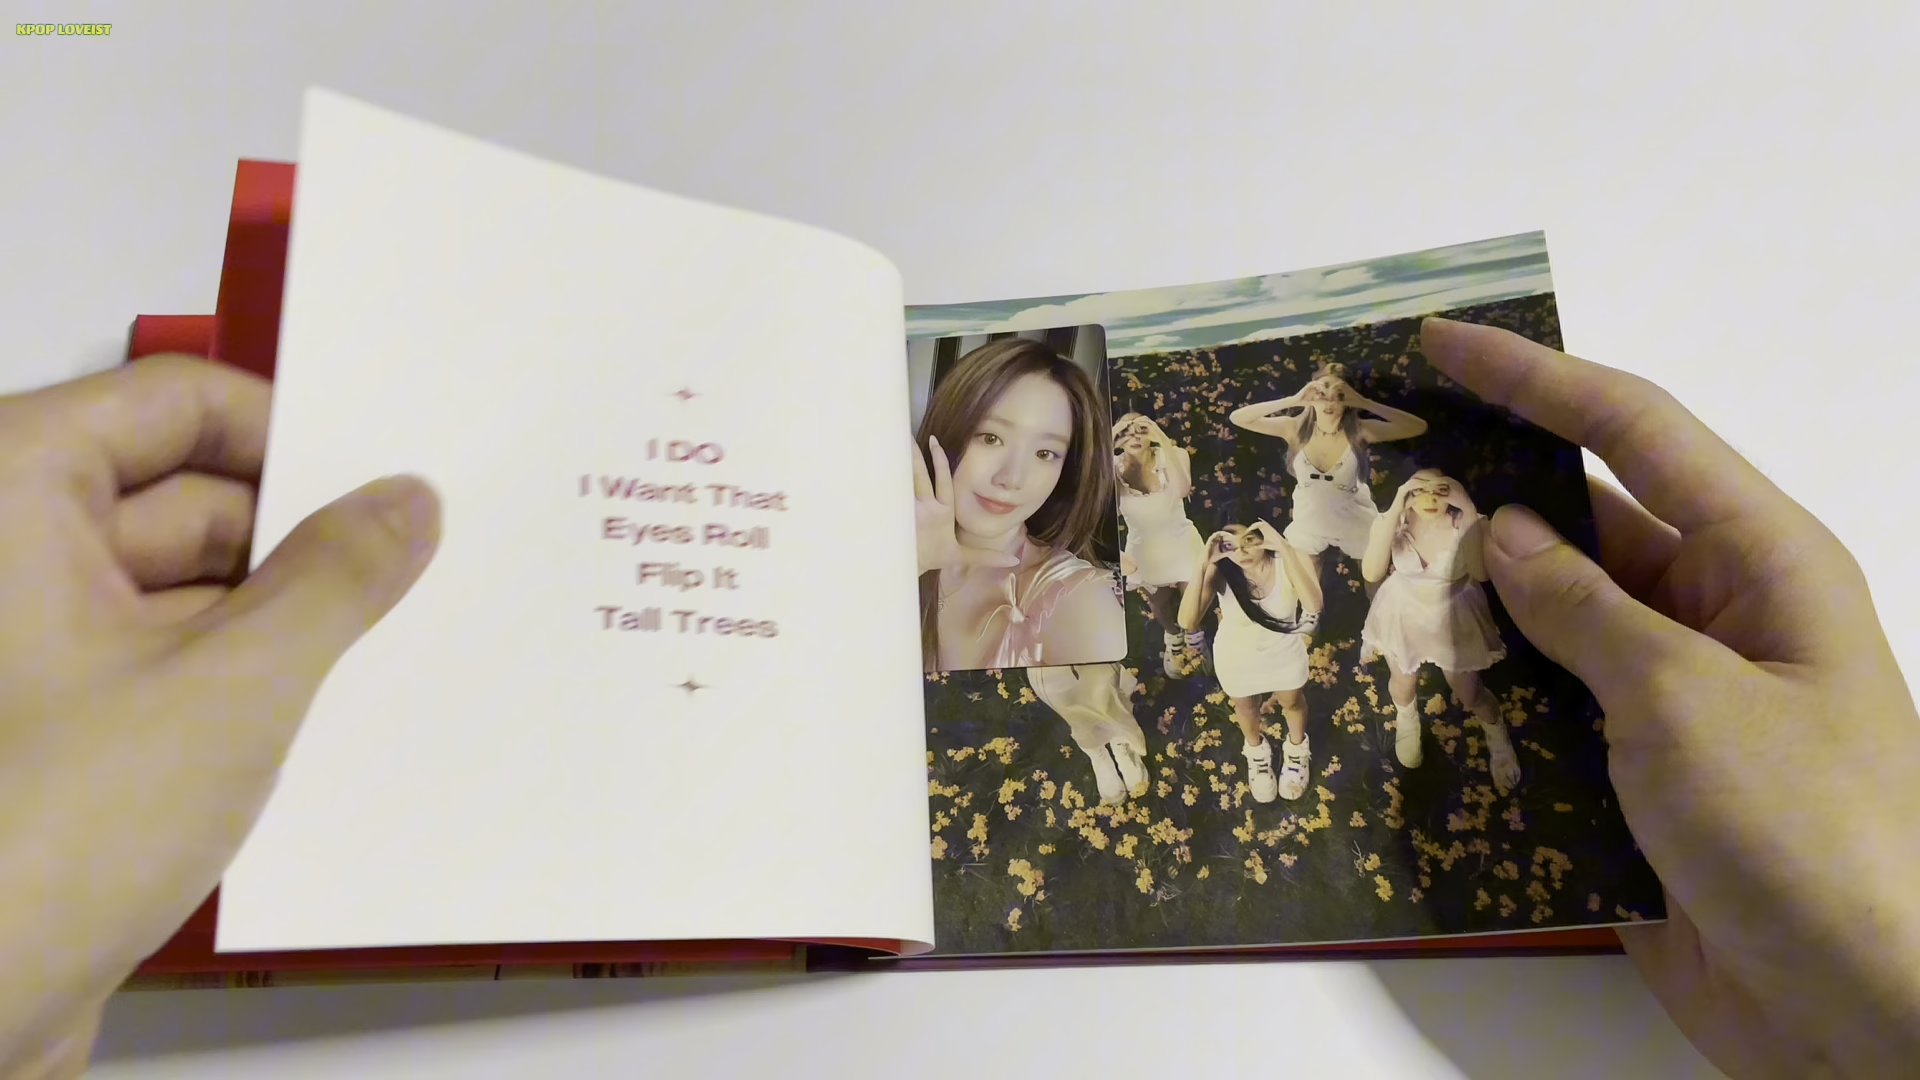 KPOP LOVEIST
I DO
I Want That
Eyes Roll
Flip It
Tall Trees